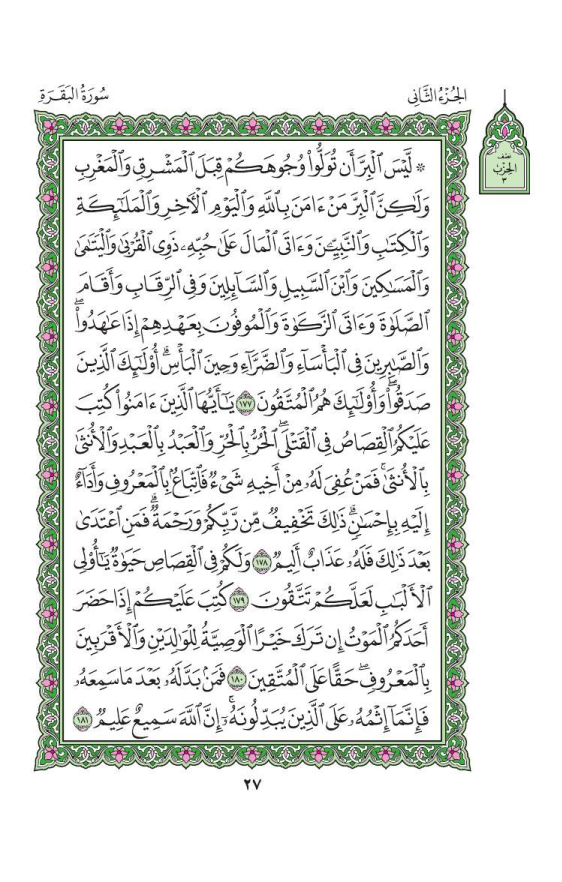 سُورَةُ البَقَرَةِ
الجُزْءُ الثَّانِي
نصف
الحزب
٣
۞ لَّيْسَ ٱلْبِرَّ أَن تُوَلُّوا۟ وُجُوهَكُمْ قِبَلَ ٱلْمَشْرِقِ وَٱلْمَغْرِبِ
وَلَٰكِنَّ ٱلْبِرَّ مَنْ ءَامَنَ بِٱللَّهِ وَٱلْيَوْمِ ٱلْأَخِرِ وَٱلْمَلَٰٓئِكَةِ
وَٱلْكِتَٰبِ وَٱلنَّبِيِّـۧنَ وَءَاتَى ٱلْمَالَ عَلَىٰ حُبِّهِۦ ذَوِى ٱلْقُرْبَىٰ وَٱلْيَتَٰمَىٰ
وَٱلْمَسَٰكِينَ وَٱبْنَ ٱلسَّبِيلِ وَٱلسَّآئِلِينَ وَفِى ٱلرِّقَابِ وَأَقَامَ
ٱلصَّلَوٰةَ وَءَاتَى ٱلزَّكَوٰةَ وَٱلْمُوفُونَ بِعَهْدِهِمْ إِذَا عَٰهَدُوا۟ۖ
وَٱلصَّٰبِرِينَ فِى ٱلْبَأْسَآءِ وَٱلضَّرَّآءِ وَحِينَ ٱلْبَأْسِۗ أُو۟لَٰٓئِكَ ٱلَّذِينَ
صَدَقُوا۟ۖ وَأُو۟لَٰٓئِكَ هُمُ ٱلْمُتَّقُونَ ١٧٧ يَٰٓأَيُّهَا ٱلَّذِينَ ءَامَنُوا۟ كُتِبَ
عَلَيْكُمُ ٱلْقِصَاصُ فِى ٱلْقَتْلَىۖ ٱلْحُرُّ بِٱلْحُرِّ وَٱلْعَبْدُ بِٱلْعَبْدِ وَٱلْأُنثَىٰ
بِٱلْأُنثَىٰۚ فَمَنْ عُفِىَ لَهُۥ مِنْ أَخِيهِ شَىْءٌ فَٱتِّبَاعٌۢ بِٱلْمَعْرُوفِ وَأَدَآءٌ
إِلَيْهِ بِإِحْسَٰنٍۗ ذَٰلِكَ تَخْفِيفٌ مِّن رَّبِّكُمْ وَرَحْمَةٌۗ فَمَنِ ٱعْتَدَىٰ
بَعْدَ ذَٰلِكَ فَلَهُۥ عَذَابٌ أَلِيمٌ ١٧٨ وَلَكُمْ فِى ٱلْقِصَاصِ حَيَوٰةٌ يَٰٓأُو۟لِى
ٱلْأَلْبَٰبِ لَعَلَّكُمْ تَتَّقُونَ ١٧٩ كُتِبَ عَلَيْكُمْ إِذَا حَضَرَ
أَحَدَكُمُ ٱلْمَوْتُ إِن تَرَكَ خَيْرًا ٱلْوَصِيَّةُ لِلْوَٰلِدَيْنِ وَٱلْأَقْرَبِينَ
بِٱلْمَعْرُوفِۖ حَقًّا عَلَى ٱلْمُتَّقِينَ ١٨٠ فَمَنۢ بَدَّلَهُۥ بَعْدَ مَا سَمِعَهُۥ
فَإِنَّمَآ إِثْمُهُۥ عَلَى ٱلَّذِينَ يُبَدِّلُونَهُۥٓۚ إِنَّ ٱللَّهَ سَمِيعٌ عَلِيمٌ ١٨١
٢٧